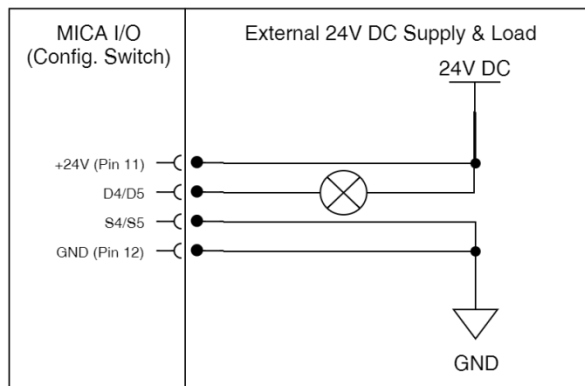 MICA I/O
(Config. Switch)
External 24V DC Supply & Load
24V DC
+24V (Pin 11)
D4/D5
S4/S5
GND (Pin 12)
GND